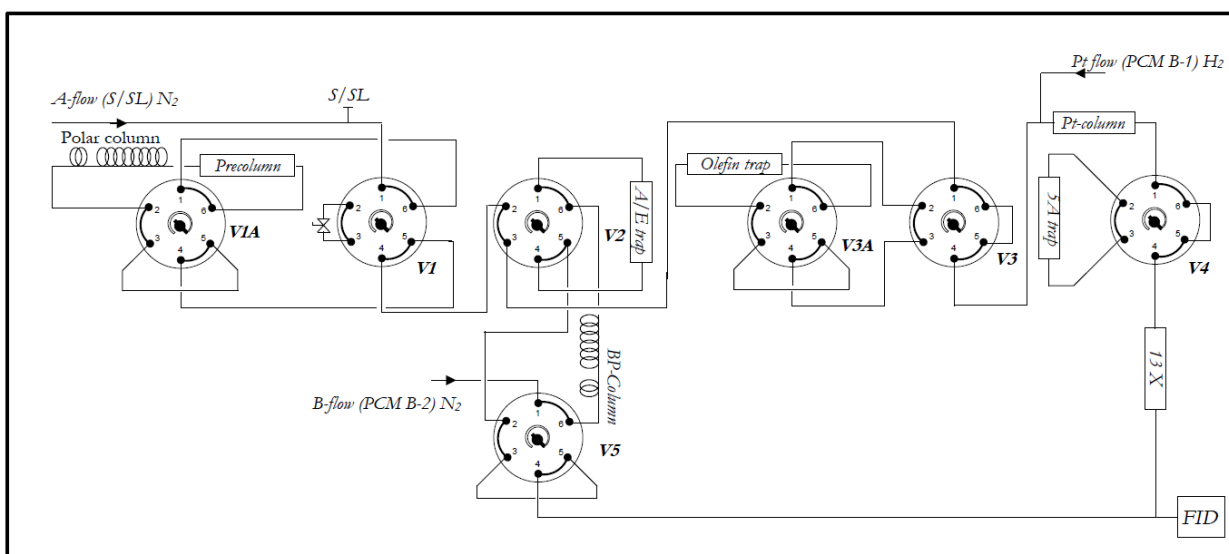 Pt flow (PCM B-1) H2
A-flow (S/SL) N2
S/SL
Polar column
Precolumn
Olefin trap
Pt-column
A/E trap
5A trap
1
2
3
4
5
6
V1A
1
2
3
4
5
6
V1
1
2
3
4
5
6
V2
1
2
3
4
5
6
V3A
1
2
3
4
5
6
V3
1
2
3
4
5
6
V4
BP-Column
13 X
B-flow (PCM B-2) N2
1
2
3
4
5
6
V5
FID